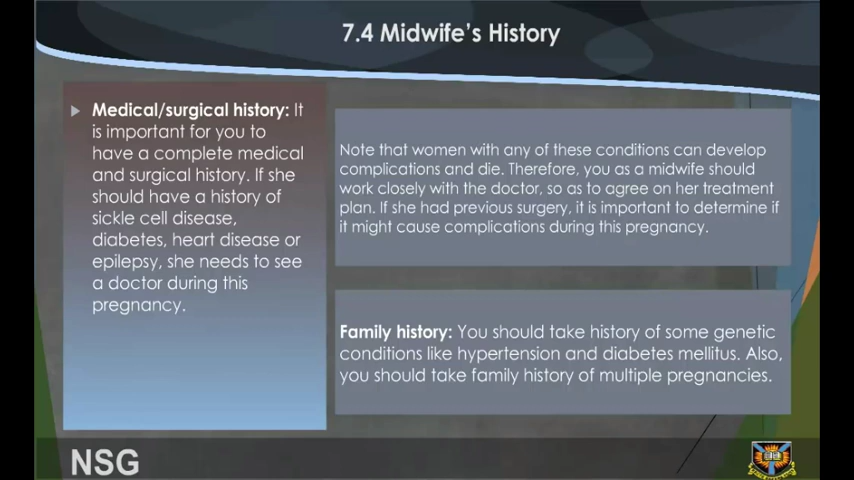 7.4 Midwife's History
Medical/surgical history: It
is important for you to
have a complete medical
and surgical history. If she
should have a history of
sickle cell disease,
diabetes, heart disease or
epilepsy, she needs to see
a doctor during this
pregnancy.
Note that women with any of these conditions can develop
complications and die. Therefore, you as a midwife should
work closely with the doctor, so as to agree on her treatment
plan. If she had previous surgery, it is important to determine if
it might cause complications during this pregnancy.
Family history: You should take history of some genetic
conditions like hypertension and diabetes mellitus. Also,
you should take family history of multiple pregnancies.
NSG